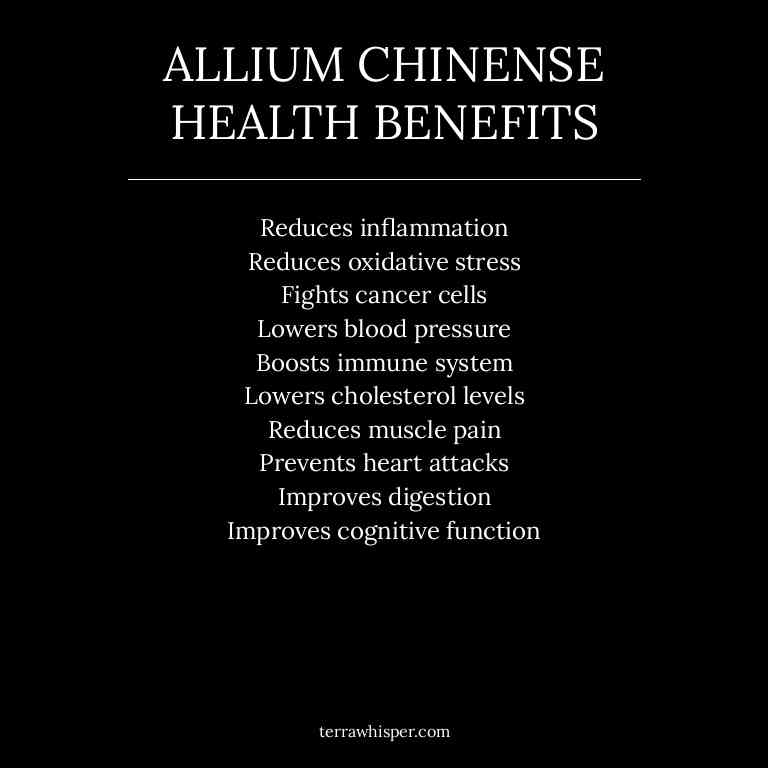 ALLIUM CHINENSE
HEALTH BENEFITS
Reduces inflammation
Reduces oxidative stress
Fights cancer cells
Lowers blood pressure
Boosts immune system
Lowers cholesterol levels
Reduces muscle pain
Prevents heart attacks
Improves digestion
Improves cognitive function
terrawhisper.com